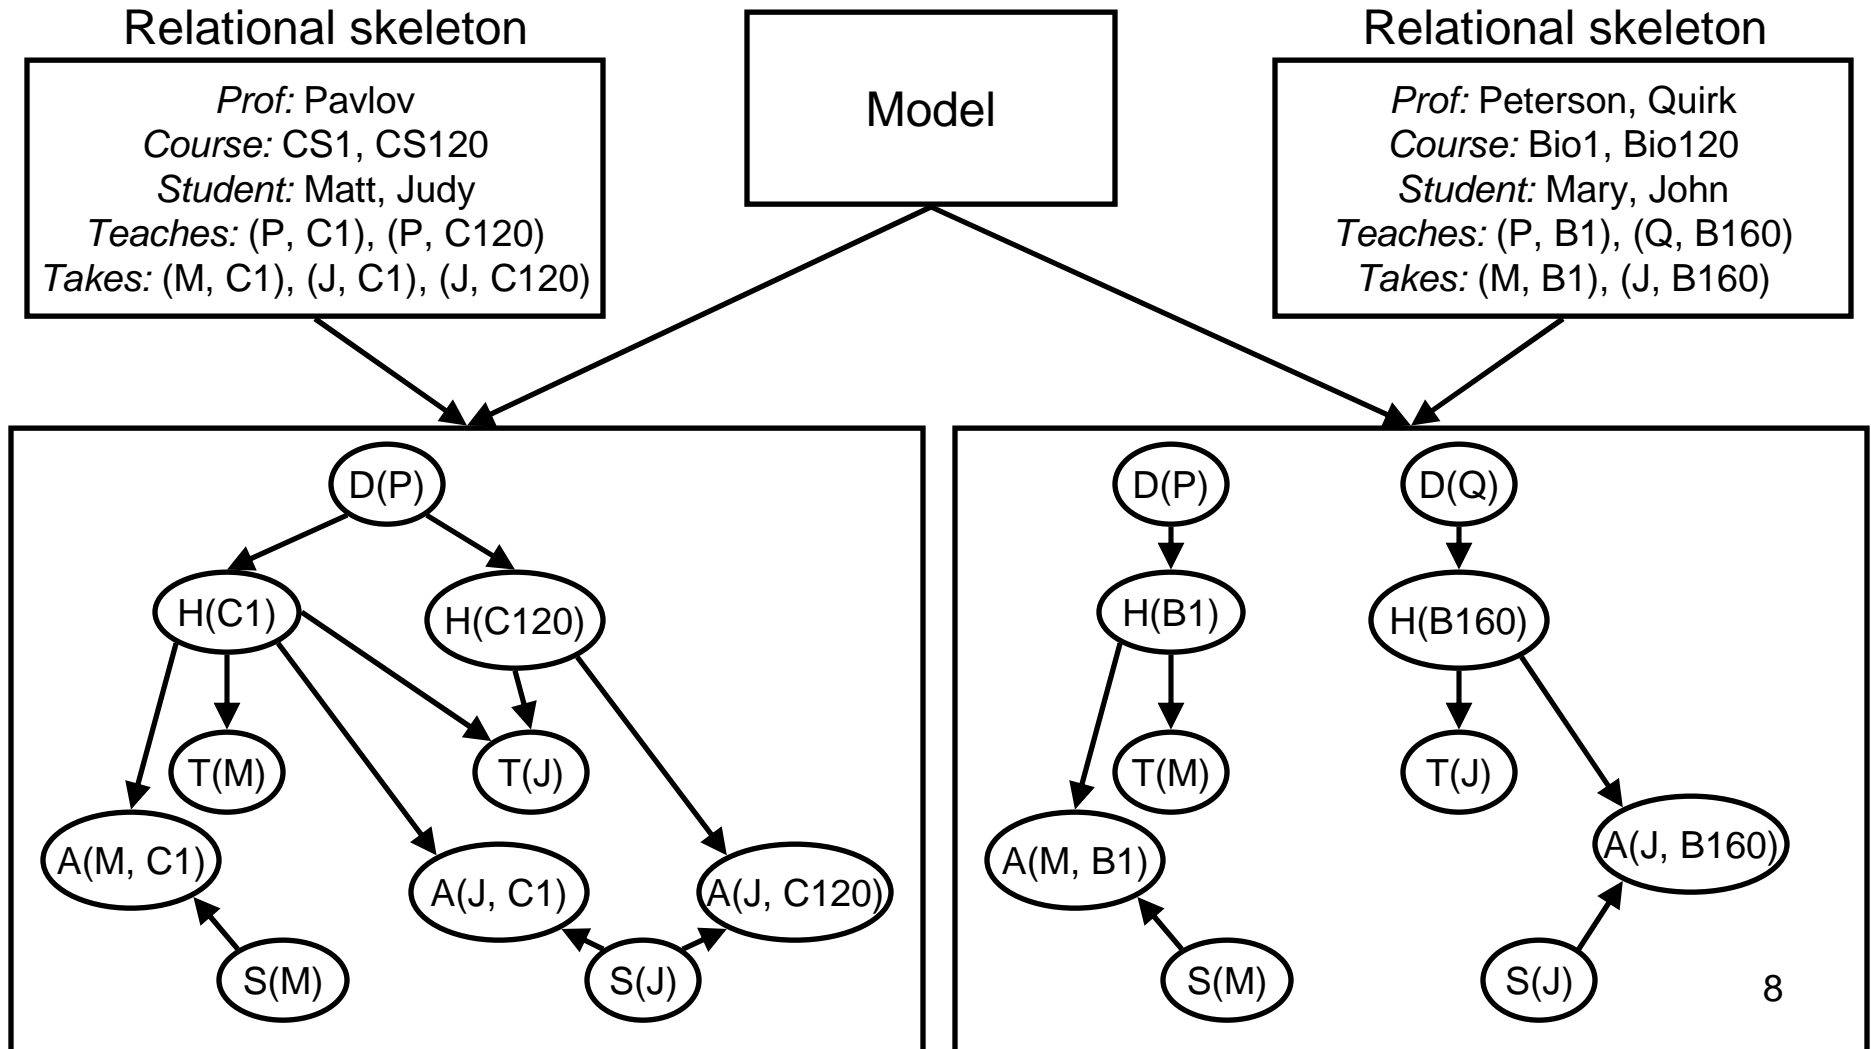 Relational skeleton
Prof: Pavlov
Course: CS1, CS120
Student: Matt, Judy
Teaches: (P, C1), (P, C120)
Takes: (M, C1), (J, C1), (J, C120)
Model
Relational skeleton
Prof: Peterson, Quirk
Course: Bio1, Bio120
Student: Mary, John
Teaches: (P, B1), (Q, B160)
Takes: (M, B1), (J, B160)
D(P)
H(C1)
H(C120)
T(M)
T(J)
A(M, C1)
A(J, C1)
A(J, C120)
S(M)
S(J)
D(P)
D(Q)
H(B1)
H(B160)
T(M)
T(J)
A(M, B1)
A(J, B160)
S(M)
S(J)
8